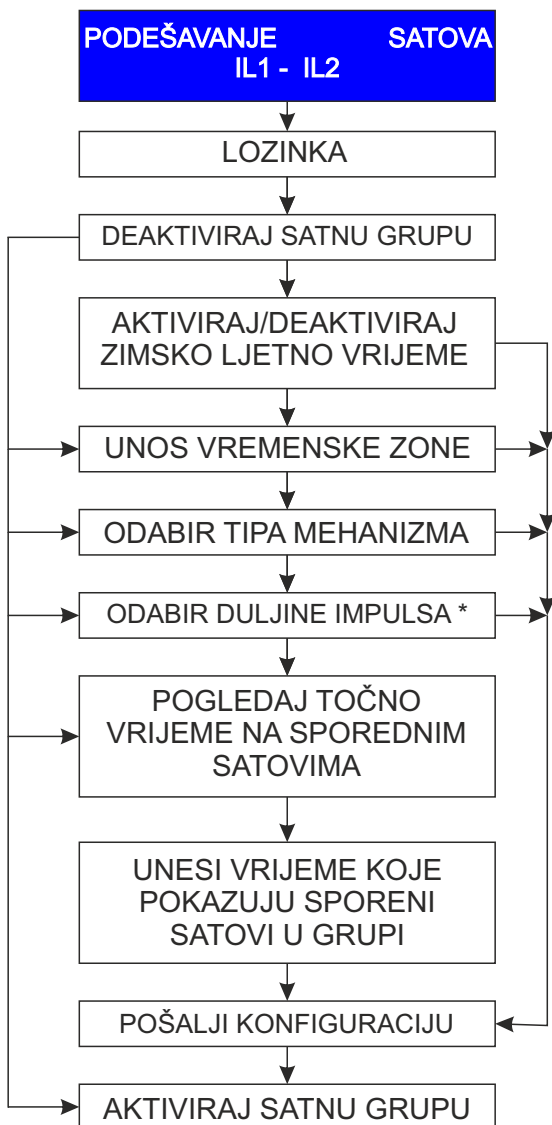 PODEŠAVANJE SATOVA
IL1 - IL2
LOZINKA
DEAKTIVIRAJ SATNU GRUPU
AKTIVIRAJ/DEAKTIVIRAJ
ZIMSKO LJETNO VRIJEME
UNOS VREMENSKE ZONE
ODABIR TIPA MEHANIZMA
ODABIR DULJINE IMPULSA *
POGLEDAJ TOČNO
VRIJEME NA SPOREDNIM
SATOVIMA
UNESI VRIJEME KOJE
POKAZUJU SPORENI
SATOVI U GRUPI
POŠALJI KONFIGURACIJU
AKTIVIRAJ SATNU GRUPU